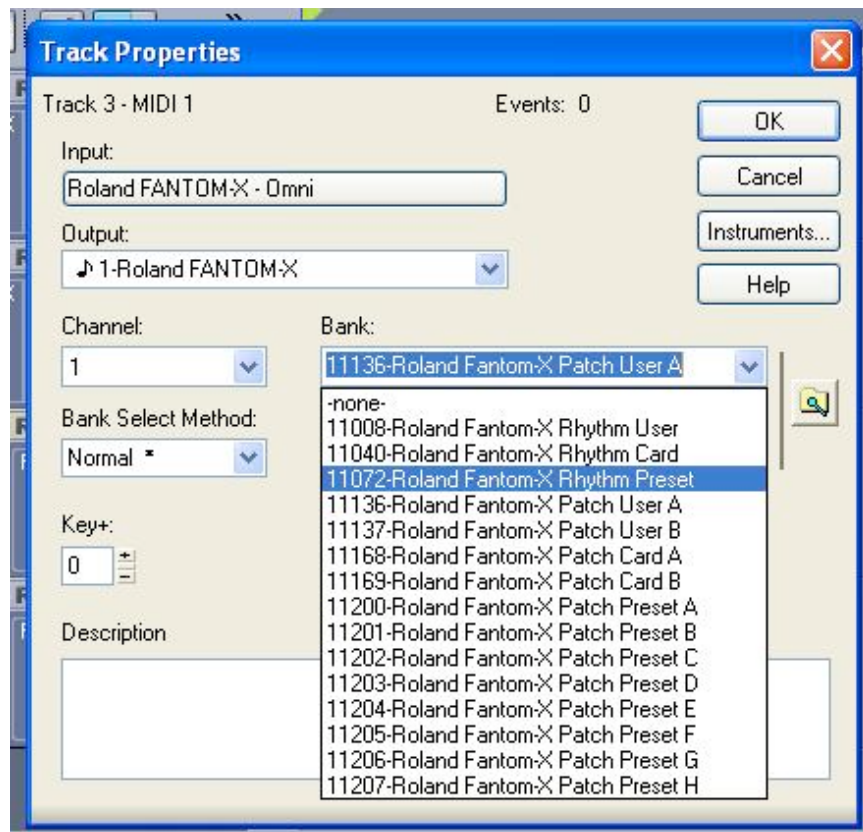 Track Properties
Track 3 - MIDI 1
Events: 0
OK
Input:
Cancel
Roland FANTOM-X - Omni
Instruments...
Output:
1-Roland FANTOM-X
Help
Channel:
Bank:
1
11136-Roland Fantom-X Patch User A
-none-
Bank Select Method:
11008-Roland Fantom-X Rhythm User
11040-Roland Fantom-X Rhythm Card
Normal *
11072-Roland Fantom-X Rhythm Preset
11136-Roland Fantom-X Patch User A
11137-Roland Fantom-X Patch User B
Key+:
11168-Roland Fantom-X Patch Card A
0
11169-Roland Fantom-X Patch Card B
11200-Roland Fantom-X Patch Preset A
Description
11201-Roland Fantom-X Patch Preset B
11202-Roland Fantom-X Patch Preset C
11203-Roland Fantom-X Patch Preset D
11204-Roland Fantom-X Patch Preset E
11205-Roland Fantom-X Patch Preset F
11206-Roland Fantom-X Patch Preset G
11207-Roland Fantom-X Patch Preset H